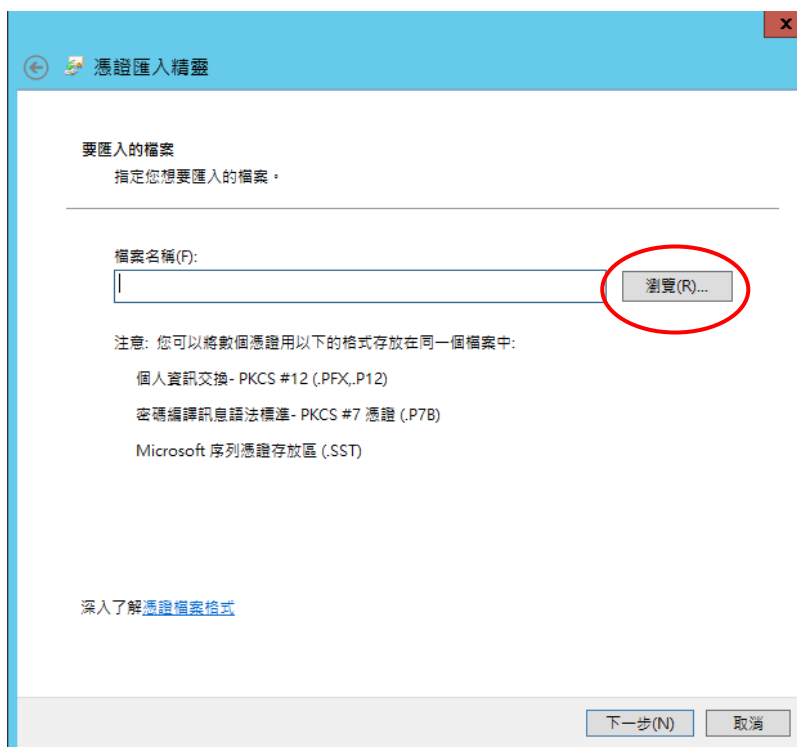 x
憑證匯入精靈
要匯入的檔案
指定您想要匯入的檔案。
檔案名稱(F):
瀏覽(R)...
注意: 您可以將數個憑證用以下的格式存放在同一個檔案中:
個人資訊交換- PKCS #12 (.PFX,.P12)
密碼編譯訊息語法標準- PKCS #7 憑證 (.P7B)
Microsoft 序列憑證存放區 (.SST)
深入了解憑證檔案格式
下一步(N) 取消